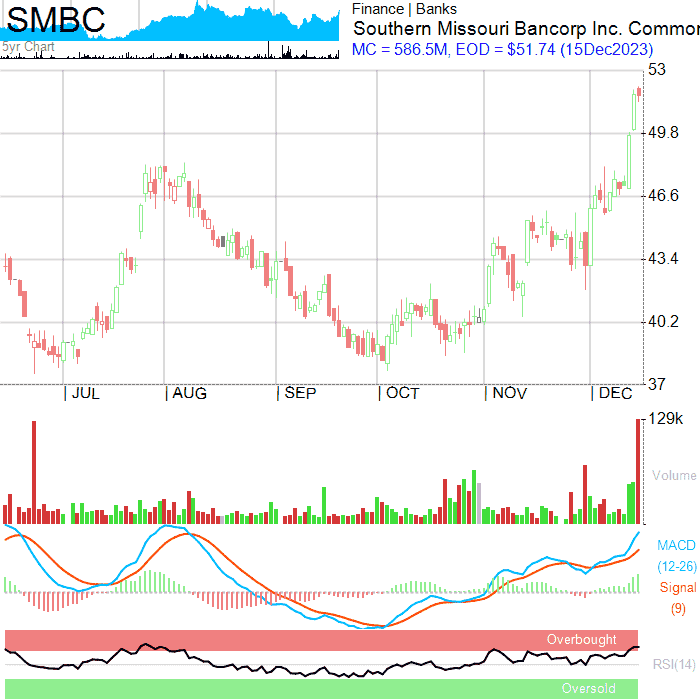 SMBC
5yr Chart
Finance | Banks
Southern Missouri Bancorp Inc. Common
MC = 586.5M, EOD = $51.74 (15Dec2023)
53
49.8
46.6
43.4
40.2
37
| JUL | AUG | SEP | OCT | NOV | DEC
129k
Volume
MACD
(12-26)
Signal
(9)
Overbought
RSI(14)
Oversold